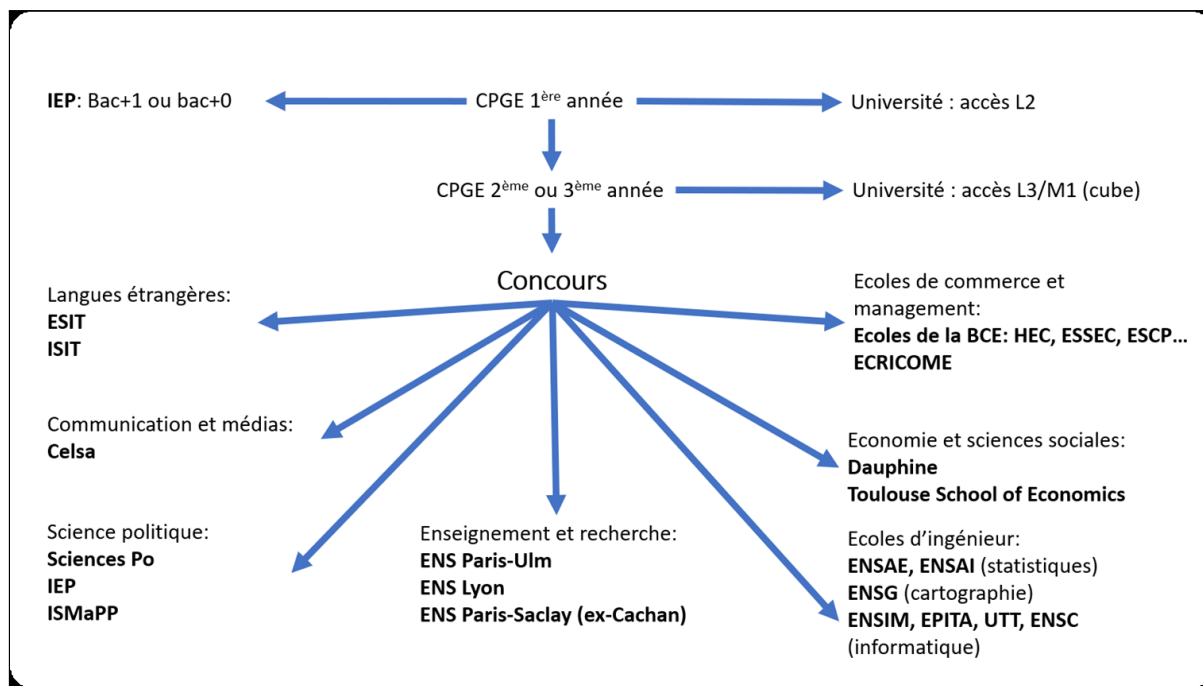 IEP: Bac+1 ou bac+0
CPGE 1ère année
Université : accès L2
CPGE 2ème ou 3ème année
Université : accès L3/M1 (cube)
Concours
Langues étrangères:
ESIT
ISIT
Ecoles de commerce et
management:
Ecoles de la BCE: HEC, ESSEC, ESCP...
ECRICOME
Communication et médias:
Celsa
Economie et sciences sociales:
Dauphine
Toulouse School of Economics
Science politique:
Sciences Po
IEP
ISMaPP
Enseignement et recherche:
ENS Paris-Ulm
ENS Lyon
ENS Paris-Saclay (ex-Cachan)
Ecoles d’ingénieur:
ENSAE, ENSAI (statistiques)
ENSG (cartographie)
ENSIM, EPITA, UTT, ENSC
(informatique)